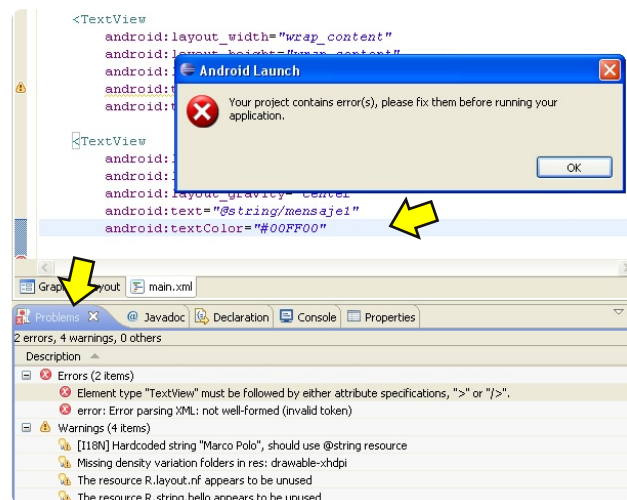 <TextView
android:layout_width="wrap_content"
android:layout_height="wrap_content"
android:l
android:t
android:t
Android Launch
Your project contains error(s), please fix them before running your
application.
OK
<TextView
android:l
android:l
android:layout_gravity="center"
android:text="@string/mensaje1"
android:textColor="#00FF00"
Grap yout
main.xml
Problems
@ Javadoc
Declaration
Console
Properties
2 errors, 4 warnings, 0 others
Description
Errors (2 items)
Element type "TextView" must be followed by either attribute specifications, ">" or "/>".
error: Error parsing XML: not well-formed (invalid token)
Warnings (4 items)
[I18N] Hardcoded string "Marco Polo", should use @string resource
Missing density variation folders in res: drawable-xhdpi
The resource R.layout.nf appears to be unused
The resource R.string.hello appears to be unused